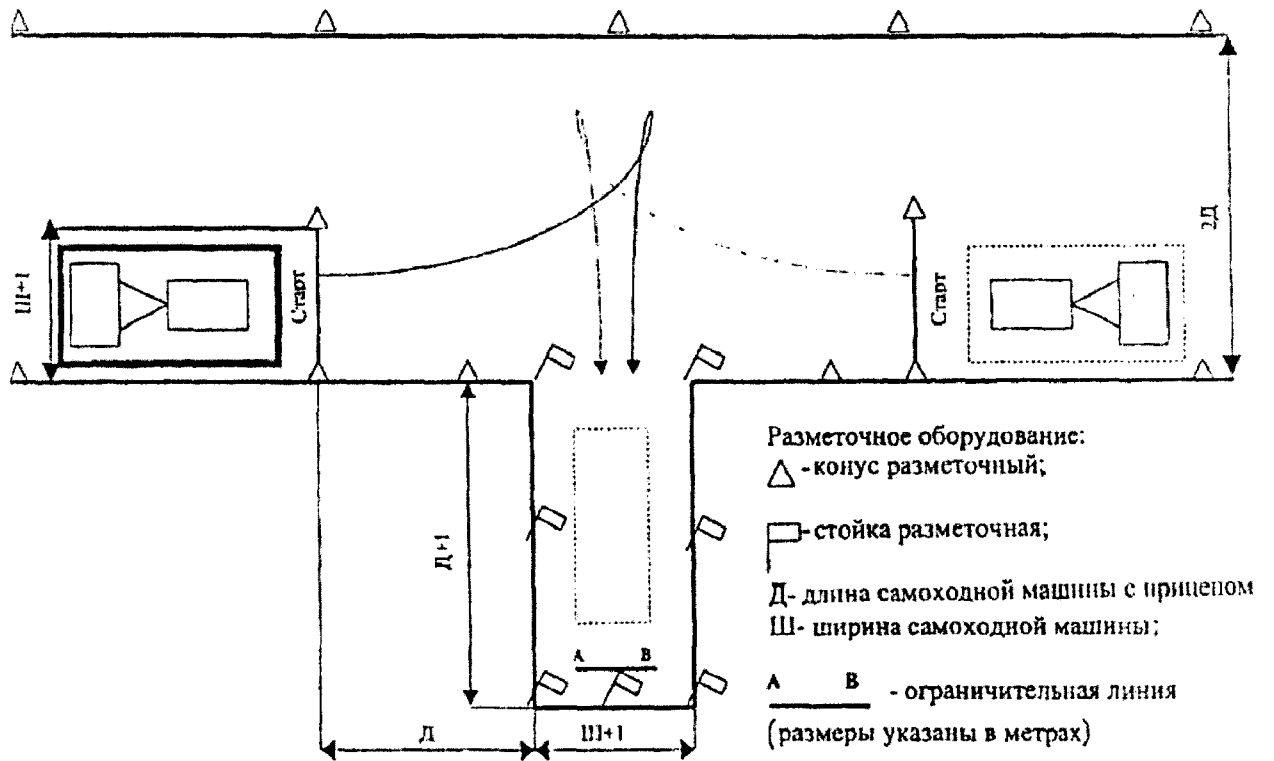 2Д
Ш+1
Старт
Старт
Разметочное оборудование:
-конус разметочный;
Д+1
-стойка разметочная;
Д- длина самоходной машины с прицепом
Ш- ширина самоходной машины;
А В
А В - ограничительная линия
(размеры указаны в метрах)
Д
Ш+1